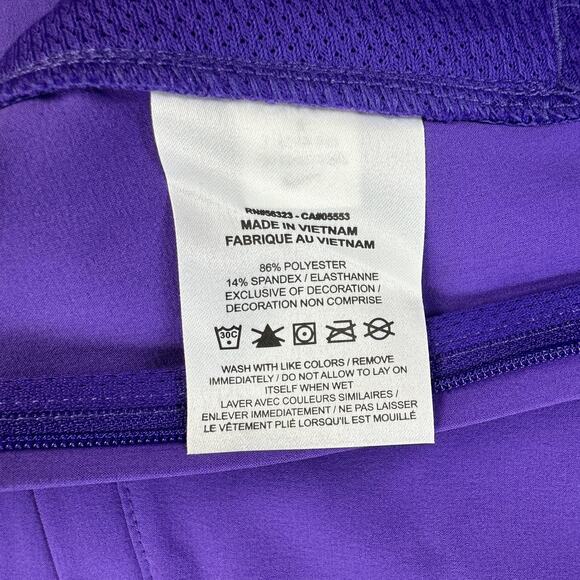 RN#56323 - CA#05553
MADE IN VIETNAM
FABRIQUE AU VIETNAM
86% POLYESTER
14% SPANDEX / ELASTHANNE
EXCLUSIVE OF DECORATION /
DECORATION NON COMPRISE
30C
WASH WITH LIKE COLORS / REMOVE
IMMEDIATELY / DO NOT ALLOW TO LAY ON
ITSELF WHEN WET
LAVER AVEC COULEURS SIMILAIRES /
ENLEVER IMMEDIATEMENT / NE PAS LAISSER
LE VÊTEMENT PLIÉ LORSQU'IL EST MOUILLÉ